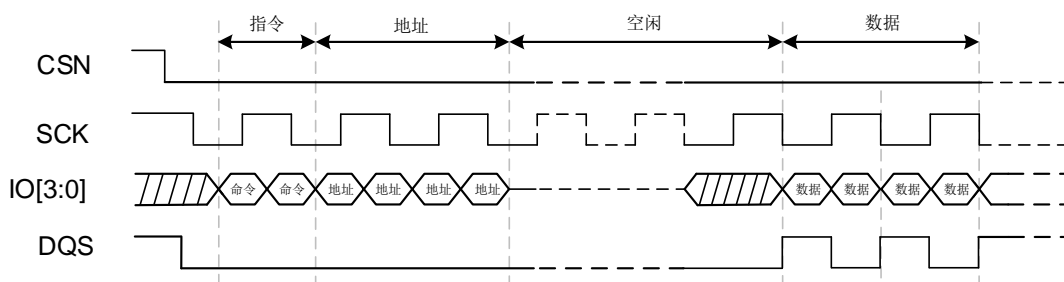 指令 地址 空闲 数据
CSN
SCK
IO[3:0] 命令 命令 地址 地址 地址 地址 数据 数据 数据 数据
DQS